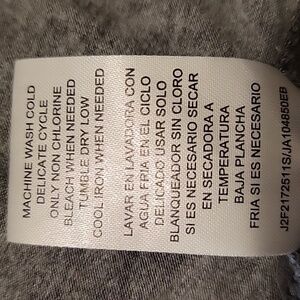 MACHINE WASH COLD
DELICATE CYCLE
ONLY NON CHLORINE
BLEACH WHEN NEEDED
TUMBLE DRY LOW
COOL IRON WHEN NEEDED
LAVAR EN LAVADORA CON
AGUA FRIA EN EL CICLO
DELICADO USAR SOLO
BLANQUEADOR SIN CLORO
SI ES NECESARIO SECAR
EN SECADORA A
TEMPERATURA
BAJA PLANCHA
FRIA SI ES NECESARIO
J2F2172511S/JA104850EB